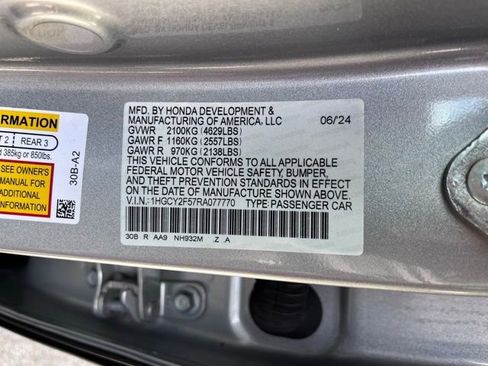 ORMATION
T 2 REAR 3
d 385kg or 850lbs.
SEE OWNER'S
MANUAL FOR
30B-A2
MFD. BY HONDA DEVELOPMENT &
MANUFACTURING OF AMERICA, LLC 06/24
GVWR 2100KG (4629LBS)
GAWR F 1160KG (2557LBS)
GAWR R 970KG (2138LBS)
THIS VEHICLE CONFORMS TO ALL APPLICABLE
FEDERAL MOTOR VEHICLE SAFETY, BUMPER,
AND THEFT PREVENTION STANDARDS IN EFFECT
ON THE DATE OF MANUFACTURE SHOWN ABOVE.
V.I.N.:1HGCY2F57RA077770 TYPE:PASSENGER CAR
30B R AA9 NH932M Z A